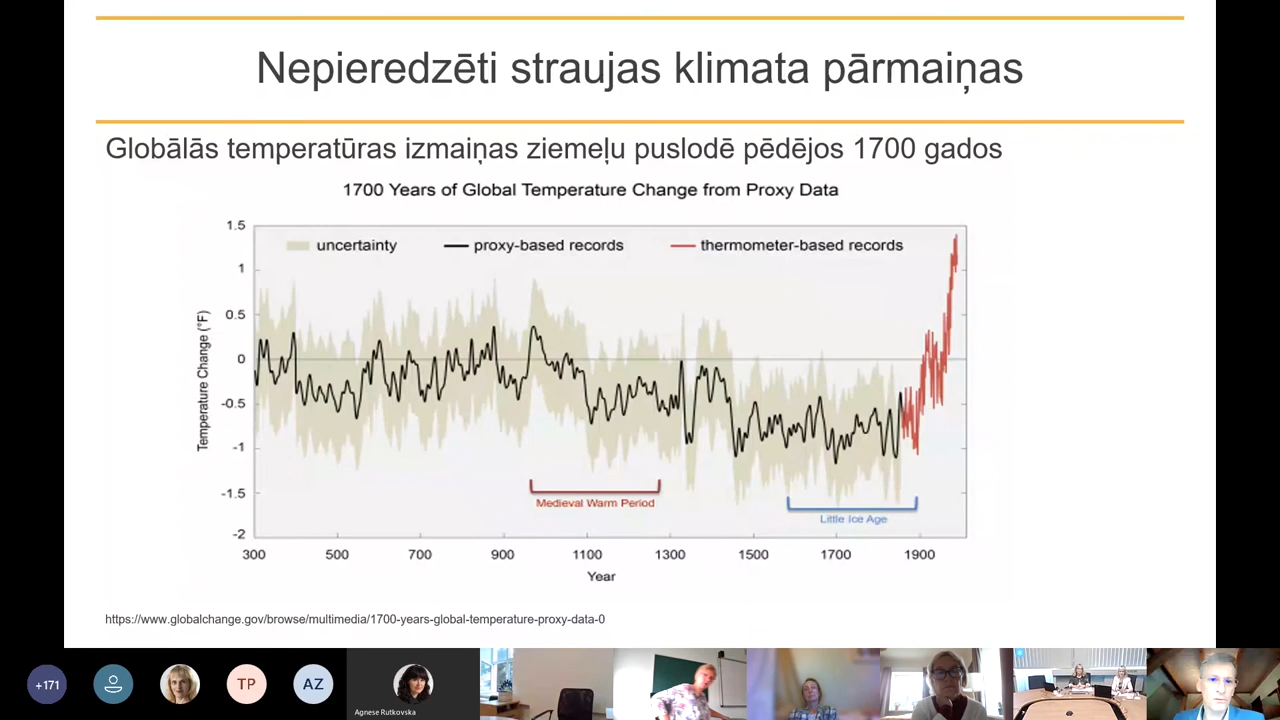 Nepieredzēti straujas klimata pārmaiņas
Globālās temperatūras izmaiņas ziemeļu puslodē pēdējos 1700 gados
1700 Years of Global Temperature Change from Proxy Data
uncertainty proxy-based records thermometer-based records
Temperature Change (°F)
1.5
1
0.5
0
-0.5
-1
-1.5
-2
Medieval Warm Period
Little Ice Age
300 500 700 900 1100 1300 1500 1700 1900
Year
https://www.globalchange.gov/browse/multimedia/1700-years-global-temperature-proxy-data-0
+171 TP AZ
Agnese Rutkovska